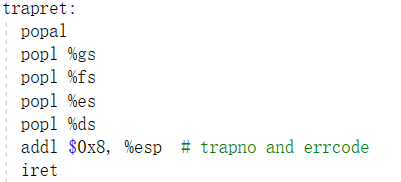 trapret:
popal
popl %gs
popl %fs
popl %es
popl %ds
addl $0x8, %esp  # trapno and errcode
iret